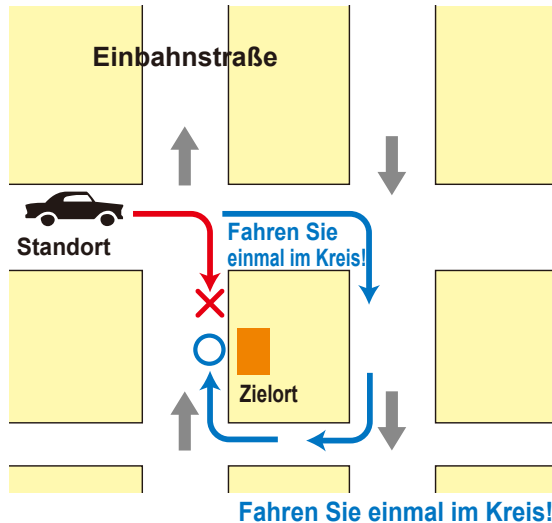 Einbahnstraße
Standort
Fahren Sie
einmal im Kreis!
Zielort
Fahren Sie einmal im Kreis!